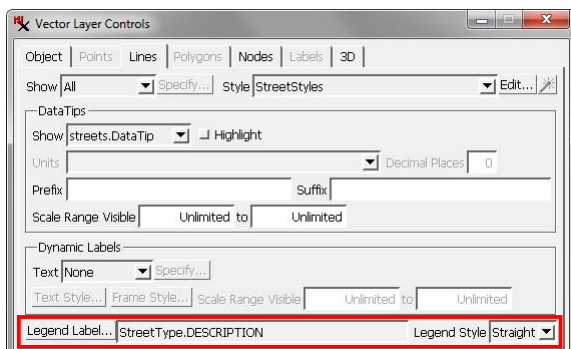 Vector Layer Controls
Object Points Lines Polygons Nodes Labels 3D
Show All Specify... Style StreetStyles Edit...
DataTips
Show streets.DataTip Highlight
Units Decimal Places 0
Prefix Suffix
Scale Range Visible Unlimited to Unlimited
Dynamic Labels
Text None Specify...
Text Style... Frame Style... Scale Range Visible Unlimited to Unlimited
Legend Label... StreetType.DESCRIPTION Legend Style Straight